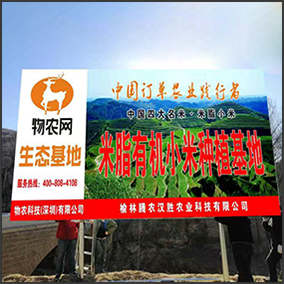 物农网
生态基地
服务热线：400-806-4108
物农科技(深圳)有限公司
中国订单农业践行者
中国四大名米·米脂小米
米脂有机小米种植基地
榆林腾农汉胜农业科技有限公司